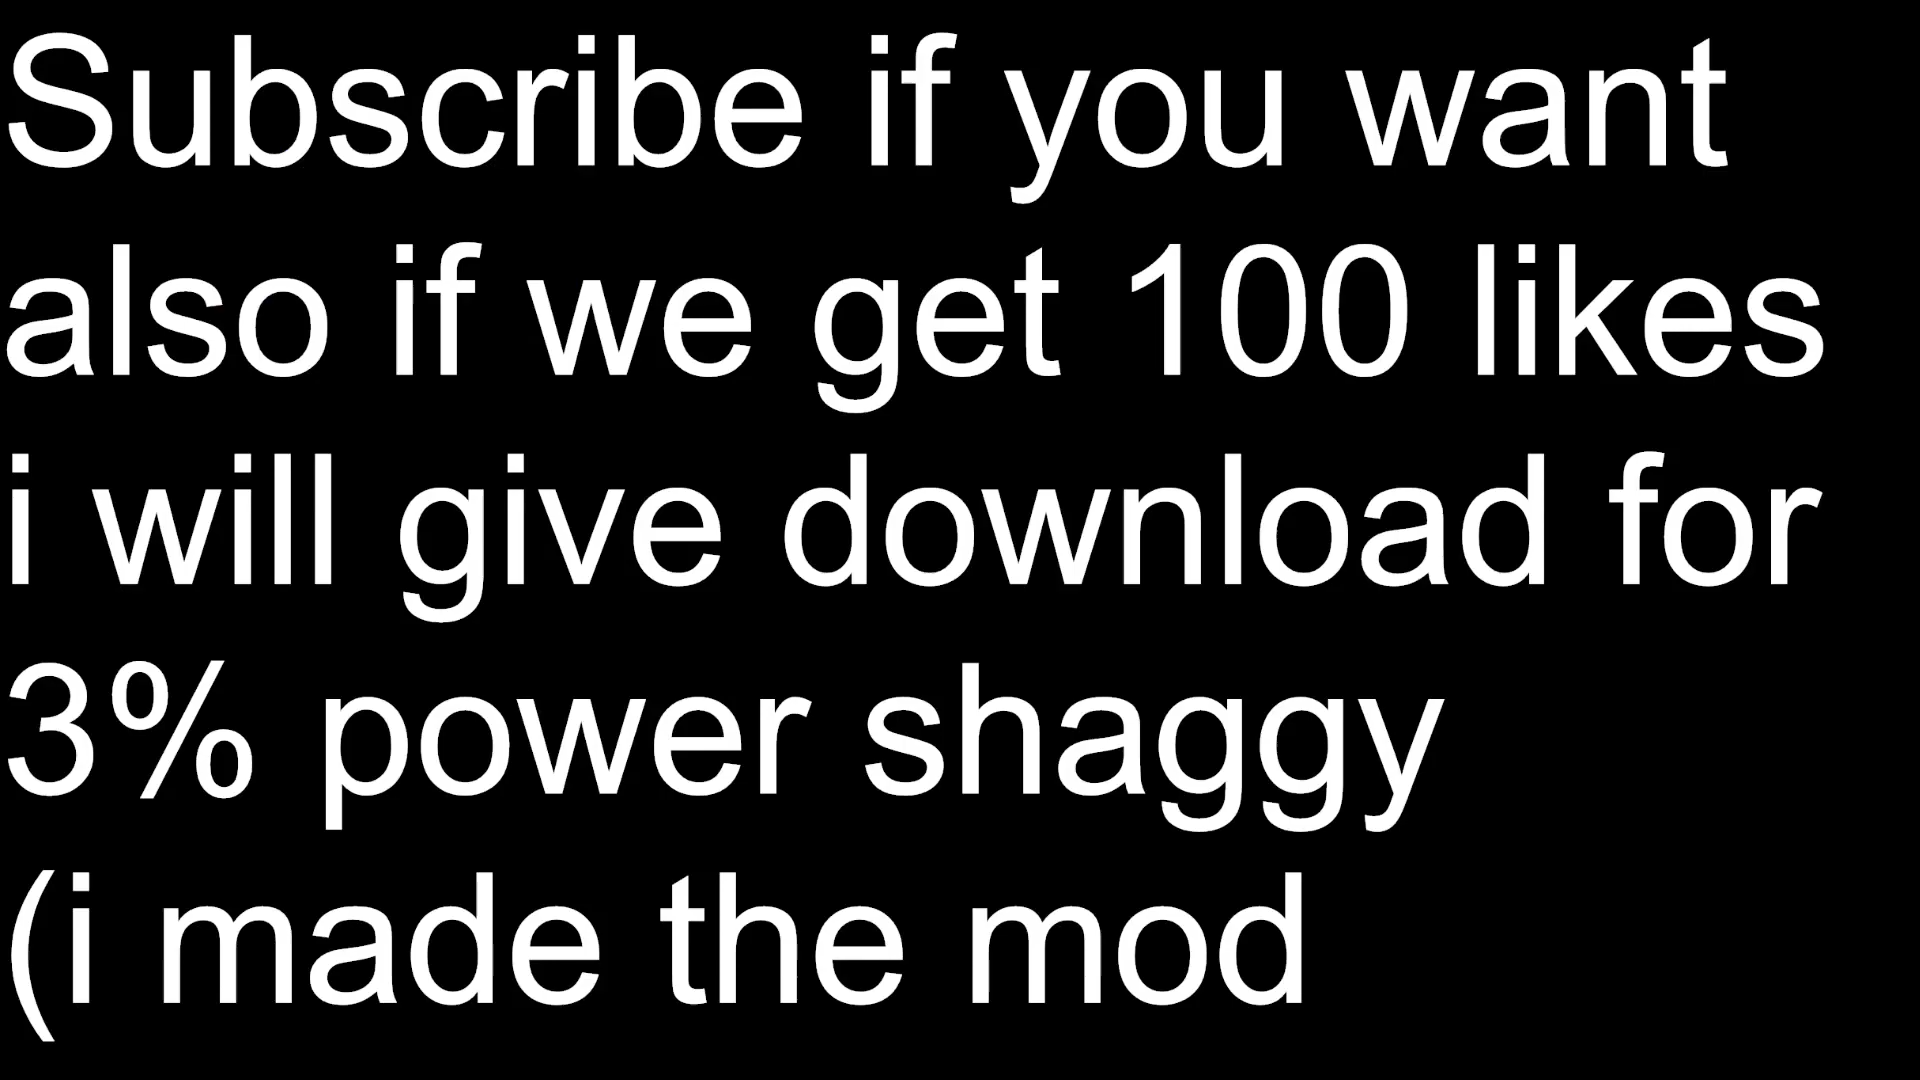 Subscribe if you want
also if we get 100 likes
i will give download for
3% power shaggy
(i made the mod